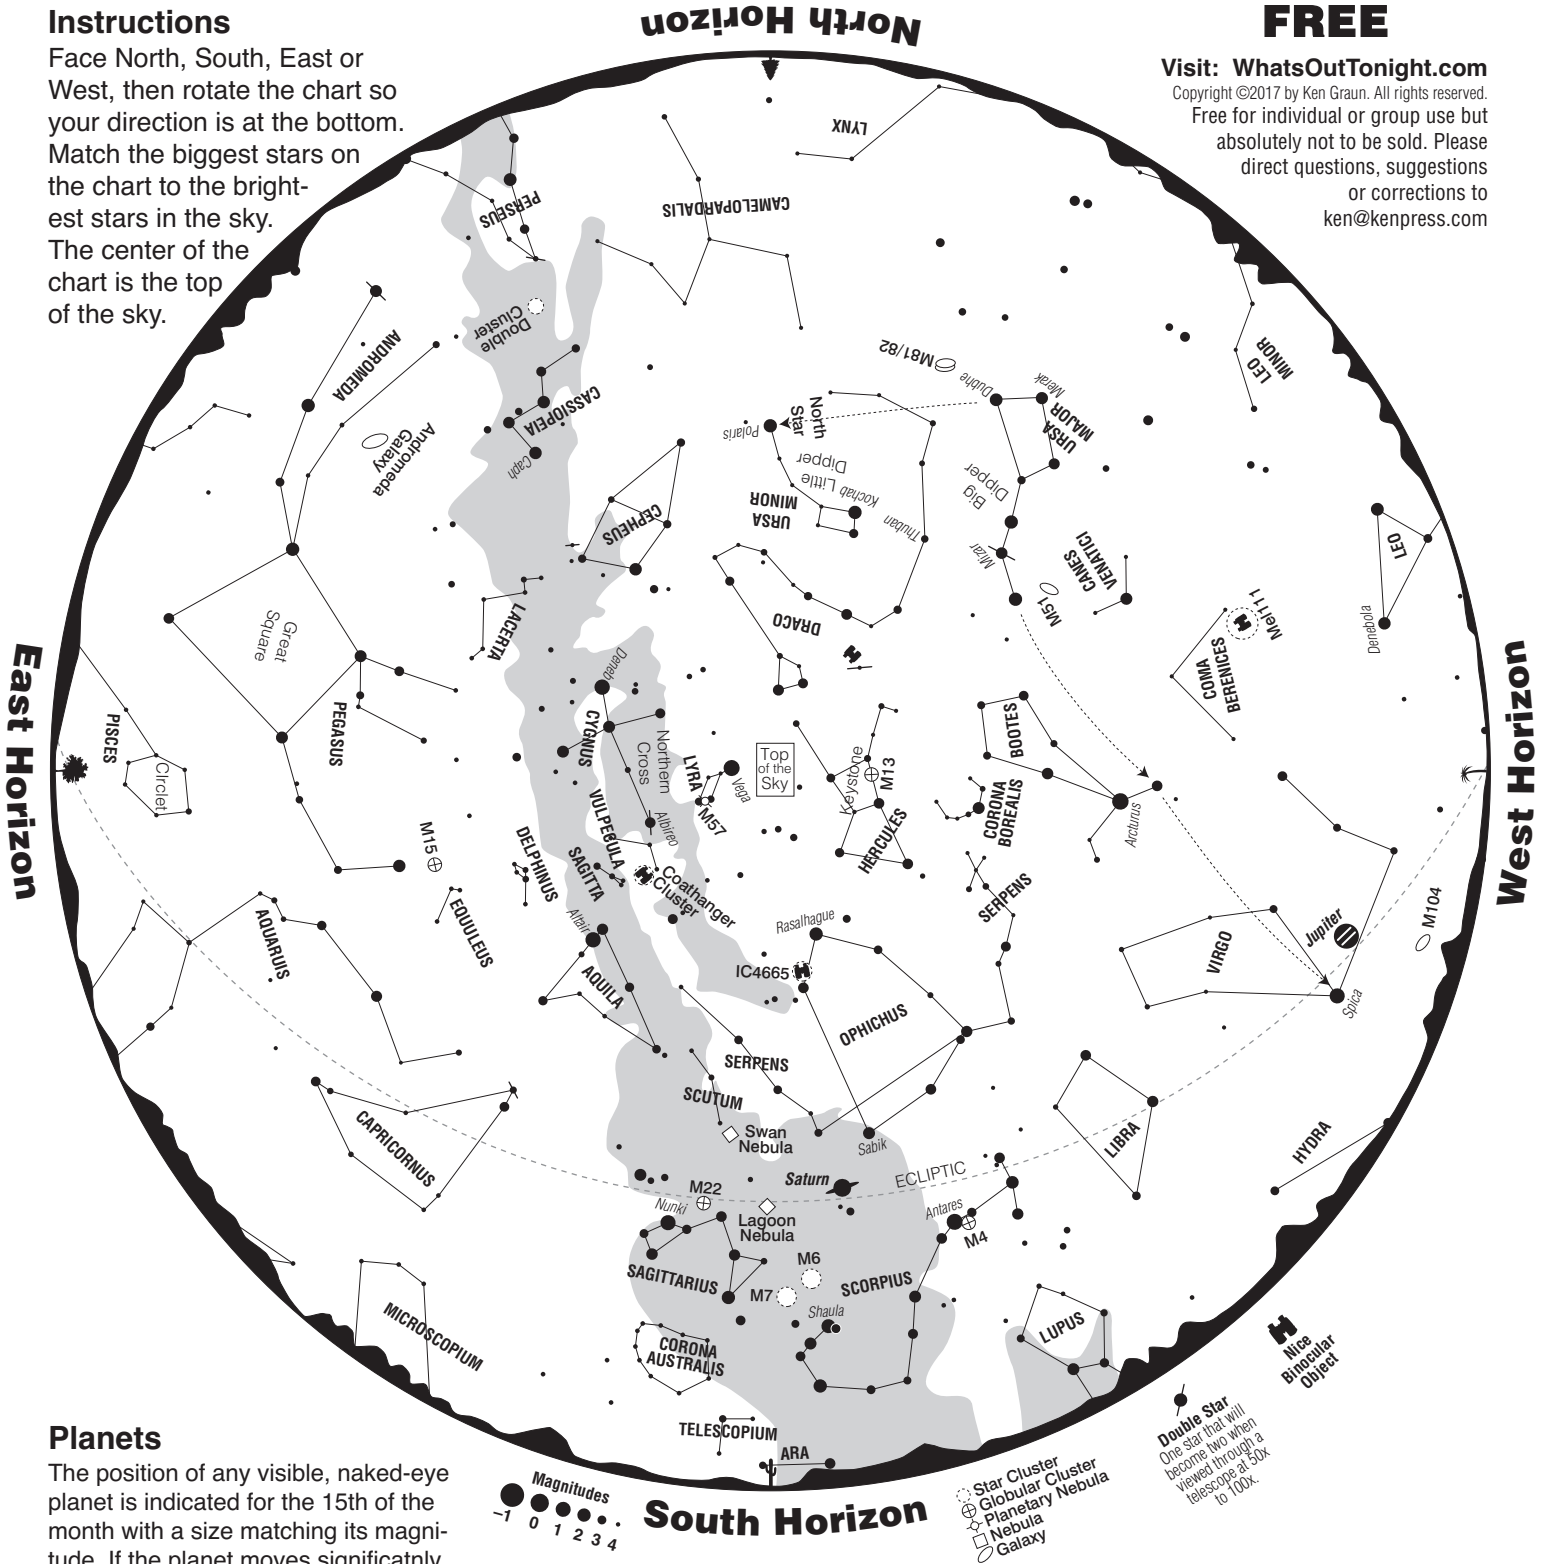 Instructions
Face North, South, East or
West, then rotate the chart so
your direction is at the bottom.
Match the biggest stars on
the chart to the bright-
est stars in the sky.
The center of the
chart is the top
of the sky.
North Horizon
FREE
Visit: WhatsOutTonight.com
Copyright ©2017 by Ken Graun. All rights reserved.
Free for individual or group use but
absolutely not to be sold. Please
direct questions, suggestions
or corrections to
ken@kenpress.com
LYNX
PERSEUS
CAMELOPARDALIS
Double
Cluster
ANDROMEDA
CASSIOPEIA
Caph
Andromeda
Galaxy
M81/82
Dubhe
Merak
URSA
MAJOR
LEO
MINOR
North
Star
Polaris
Little
Dipper
Kochab
URSA
MINOR
Thuban
Big
Dipper
Mizar
CEPHEUS
CANES
VENATICI
M51
LEO
Denebola
Mel111
COMA
BERENICES
DRACO
LACERTA
Great
Square
Deneb
CYGNUS
Northern
Cross
PEGASUS
PISCES
CIrclet
East Horizon
West Horizon
LYRA
Vega
M57
Top
of the
Sky
Keystone
M13
HERCULES
BOOTES
CORONA
BOREALIS
Arcturus
VULPECULA
Albireo
M15
DELPHINUS
SAGITTA
Coathanger
Cluster
SERPENS
EQUULEUS
AQUARUIS
Altair
AQUILA
Rasalhague
IC4665
OPHICHUS
VIRGO
Jupiter
M104
Spica
SERPENS
SCUTUM
Swan
Nebula
Sabik
LIBRA
HYDRA
CAPRICORNUS
Saturn
ECLIPTIC
M22
Nunki
Lagoon
Nebula
Antares
M4
M6
M7
SAGITTARIUS
SCORPIUS
Shaula
LUPUS
MICROSCOPIUM
CORONA
AUSTRALIS
TELESCOPIUM
ARA
South Horizon
Nice
Binocular
Object
Double Star
One star that will
become two when
viewed through a
telescope at 50x
to 100x.
Star Cluster
Globular Cluster
Planetary Nebula
Nebula
Galaxy
Magnitudes
–1 0 1 2 3 4
Planets
The position of any visible, naked-eye
planet is indicated for the 15th of the
month with a size matching its magni-
tude. If the planet moves significatnly